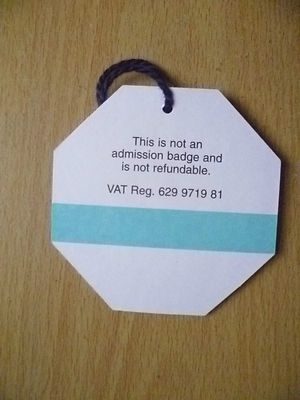 This is not an
admission badge and
is not refundable.
VAT Reg. 629 9719 81